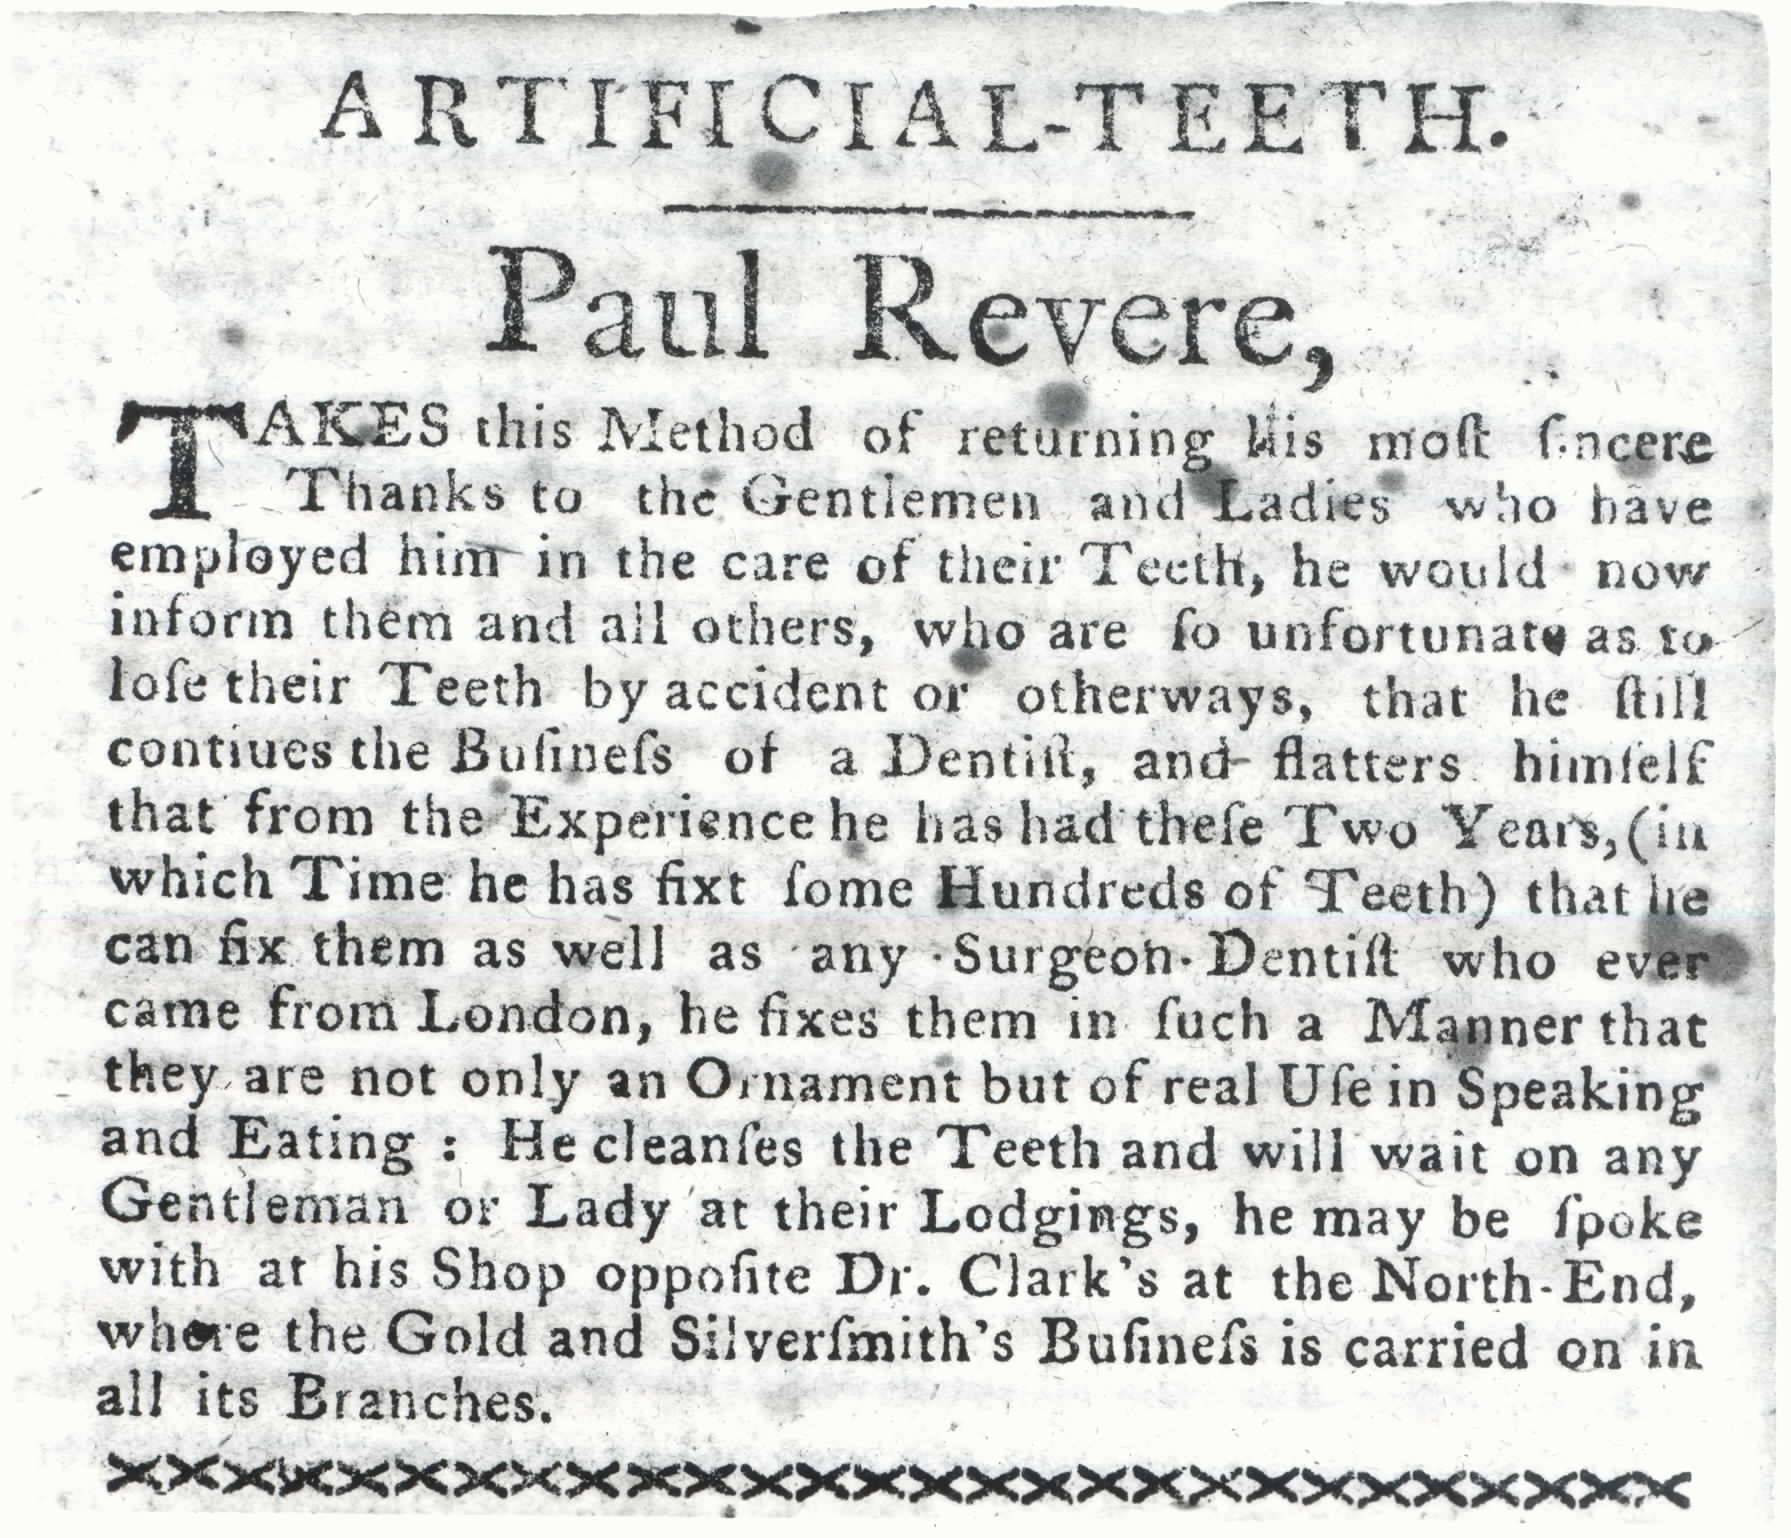 ARTIFICIAL-TEETH.
Paul Revere,
TAKES this Method of returning His moſt ſincere
Thanks to the Gentlemen and Ladies who have
employed him in the care of their Teeth, he would now
inform them and all others, who are ſo unfortunate as to
loſe their Teeth by accident or otherways, that he ſtill
contiues the Buſineſs of a Dentiſt, and flatters himſelf
that from the Experience he has had theſe Two Years, (in
which Time he has fixt ſome Hundreds of Teeth) that he
can fix them as well as any Surgeon-Dentiſt who ever
came from London, he fixes them in ſuch a Manner that
they are not only an Ornament but of real Uſe in Speaking
and Eating : He cleanſes the Teeth and will wait on any
Gentleman or Lady at their Lodgings, he may be ſpoke
with at his Shop oppoſite Dr. Clark's at the North-End,
where the Gold and Silverſmith's Buſineſs is carried on in
all its Branches.